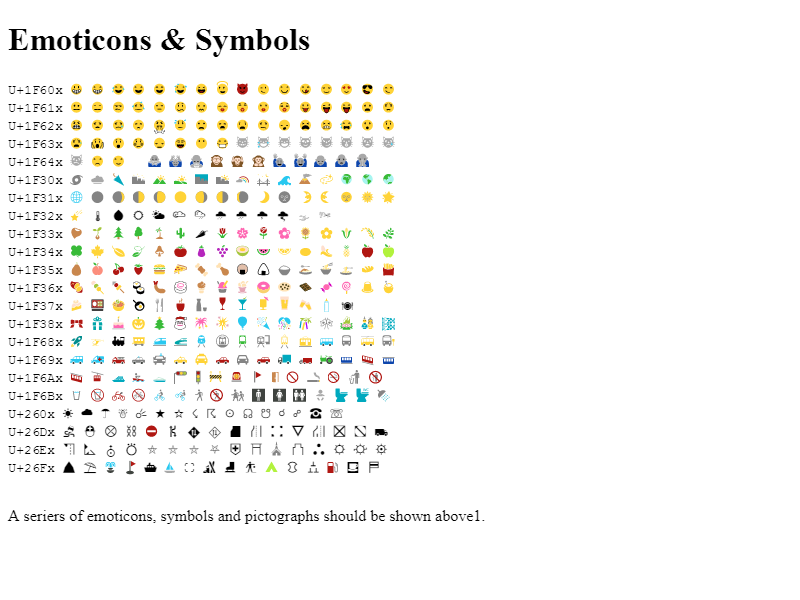 Emoticons & Symbols
U+1F60x
U+1F61x
U+1F62x
U+1F63x
U+1F64x
U+1F30x
U+1F31x
U+1F32x
U+1F33x
U+1F34x
U+1F35x
U+1F36x
U+1F37x
U+1F38x
U+1F68x
U+1F69x
U+1F6Ax
U+1F6Bx
U+260x
U+26Dx
U+26Ex
U+26Fx
A seriers of emoticons, symbols and pictographs should be shown above1.